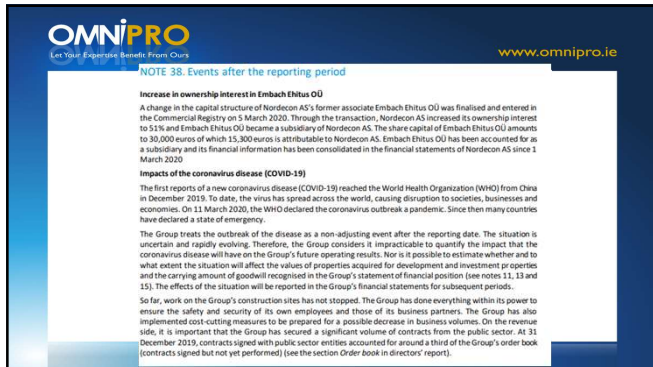 OMNiPRO
Let Your Expertise Benefit From Ours
www.omnipro.ie
NOTE 38. Events after the reporting period
Increase in ownership interest in Embach Ehitus OÜ
A change in the capital structure of Nordecon AS's former associate Embach Ehitus OÜ was finalised and entered in
the Commercial Registry on 5 March 2020. Through the transaction, Nordecon AS increased its ownership interest
to 51% and Embach Ehitus OÜ became a subsidiary of Nordecon AS. The share capital of Embach Ehitus OÜ amounts
to 30,000 euros of which 15,300 euros is attributable to Nordecon AS. Embach Ehitus OÜ has been accounted for as
a subsidiary and its financial information has been consolidated in the financial statements of Nordecon AS since 1
March 2020
Impacts of the coronavirus disease (COVID-19)
The first reports of a new coronavirus disease (COVID-19) reached the World Health Organization (WHO) from China
in December 2019. To date, the virus has spread across the world, causing disruption to societies, businesses and
economies. On 11 March 2020, the WHO declared the coronavirus outbreak a pandemic. Since then many countries
have declared a state of emergency.
The Group treats the outbreak of the disease as a non-adjusting event after the reporting date. The situation is
uncertain and rapidly evolving. Therefore, the Group considers it impracticable to quantify the impact that the
coronavirus disease will have on the Group's future operating results. Nor is it possible to estimate whether and to
what extent the situation will affect the values of properties acquired for development and investment properties
and the carrying amount of goodwill recognised in the Group's statement of financial position (see notes 11, 13 and
15). The effects of the situation will be reported in the Group's financial statements for subsequent periods.
So far, work on the Group's construction sites has not stopped. The Group has done everything within its power to
ensure the safety and security of its own employees and those of its business partners. The Group has also
implemented cost-cutting measures to be prepared for a possible decrease in business volumes. On the revenue
side, it is important that the Group has secured a significant volume of contracts from the public sector. At 31
December 2019, contracts signed with public sector entities accounted for around a third of the Group's order book
(contracts signed but not yet performed) (see the section Order book in directors' report).